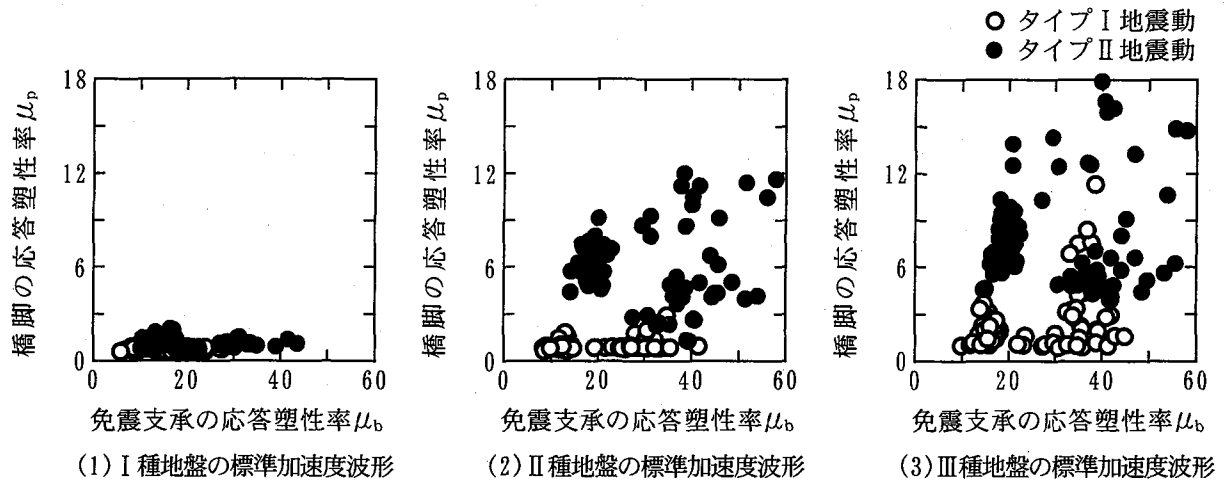 ○ タイプⅠ地震動
● タイプⅡ地震動
橋脚の応答塑性率μp
18
12
6
0
0 20 40 60
免震支承の応答塑性率μb
(1)Ⅰ種地盤の標準加速度波形
橋脚の応答塑性率μp
18
12
6
0
0 20 40 60
免震支承の応答塑性率μb
(2)Ⅱ種地盤の標準加速度波形
橋脚の応答塑性率μp
18
12
6
0
0 20 40 60
免震支承の応答塑性率μb
(3)Ⅲ種地盤の標準加速度波形